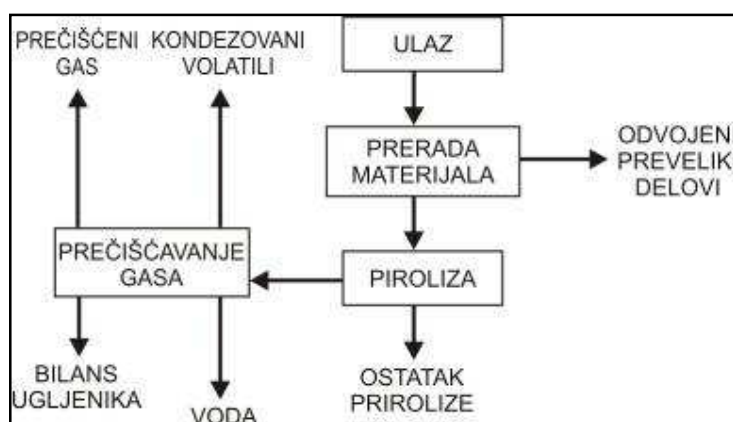 PREČIŠĆENI
GAS
KONDEZOVANI
VOLATILI
ULAZ
PRERADA
MATERIJALA
ODVOJEN
PREVELIK
DELOVI
PREČIŠĆAVANJE
GASA
PIROLIZA
BILANS
UGLJENIKA
VODA
OSTATAK
PRIROLIZE